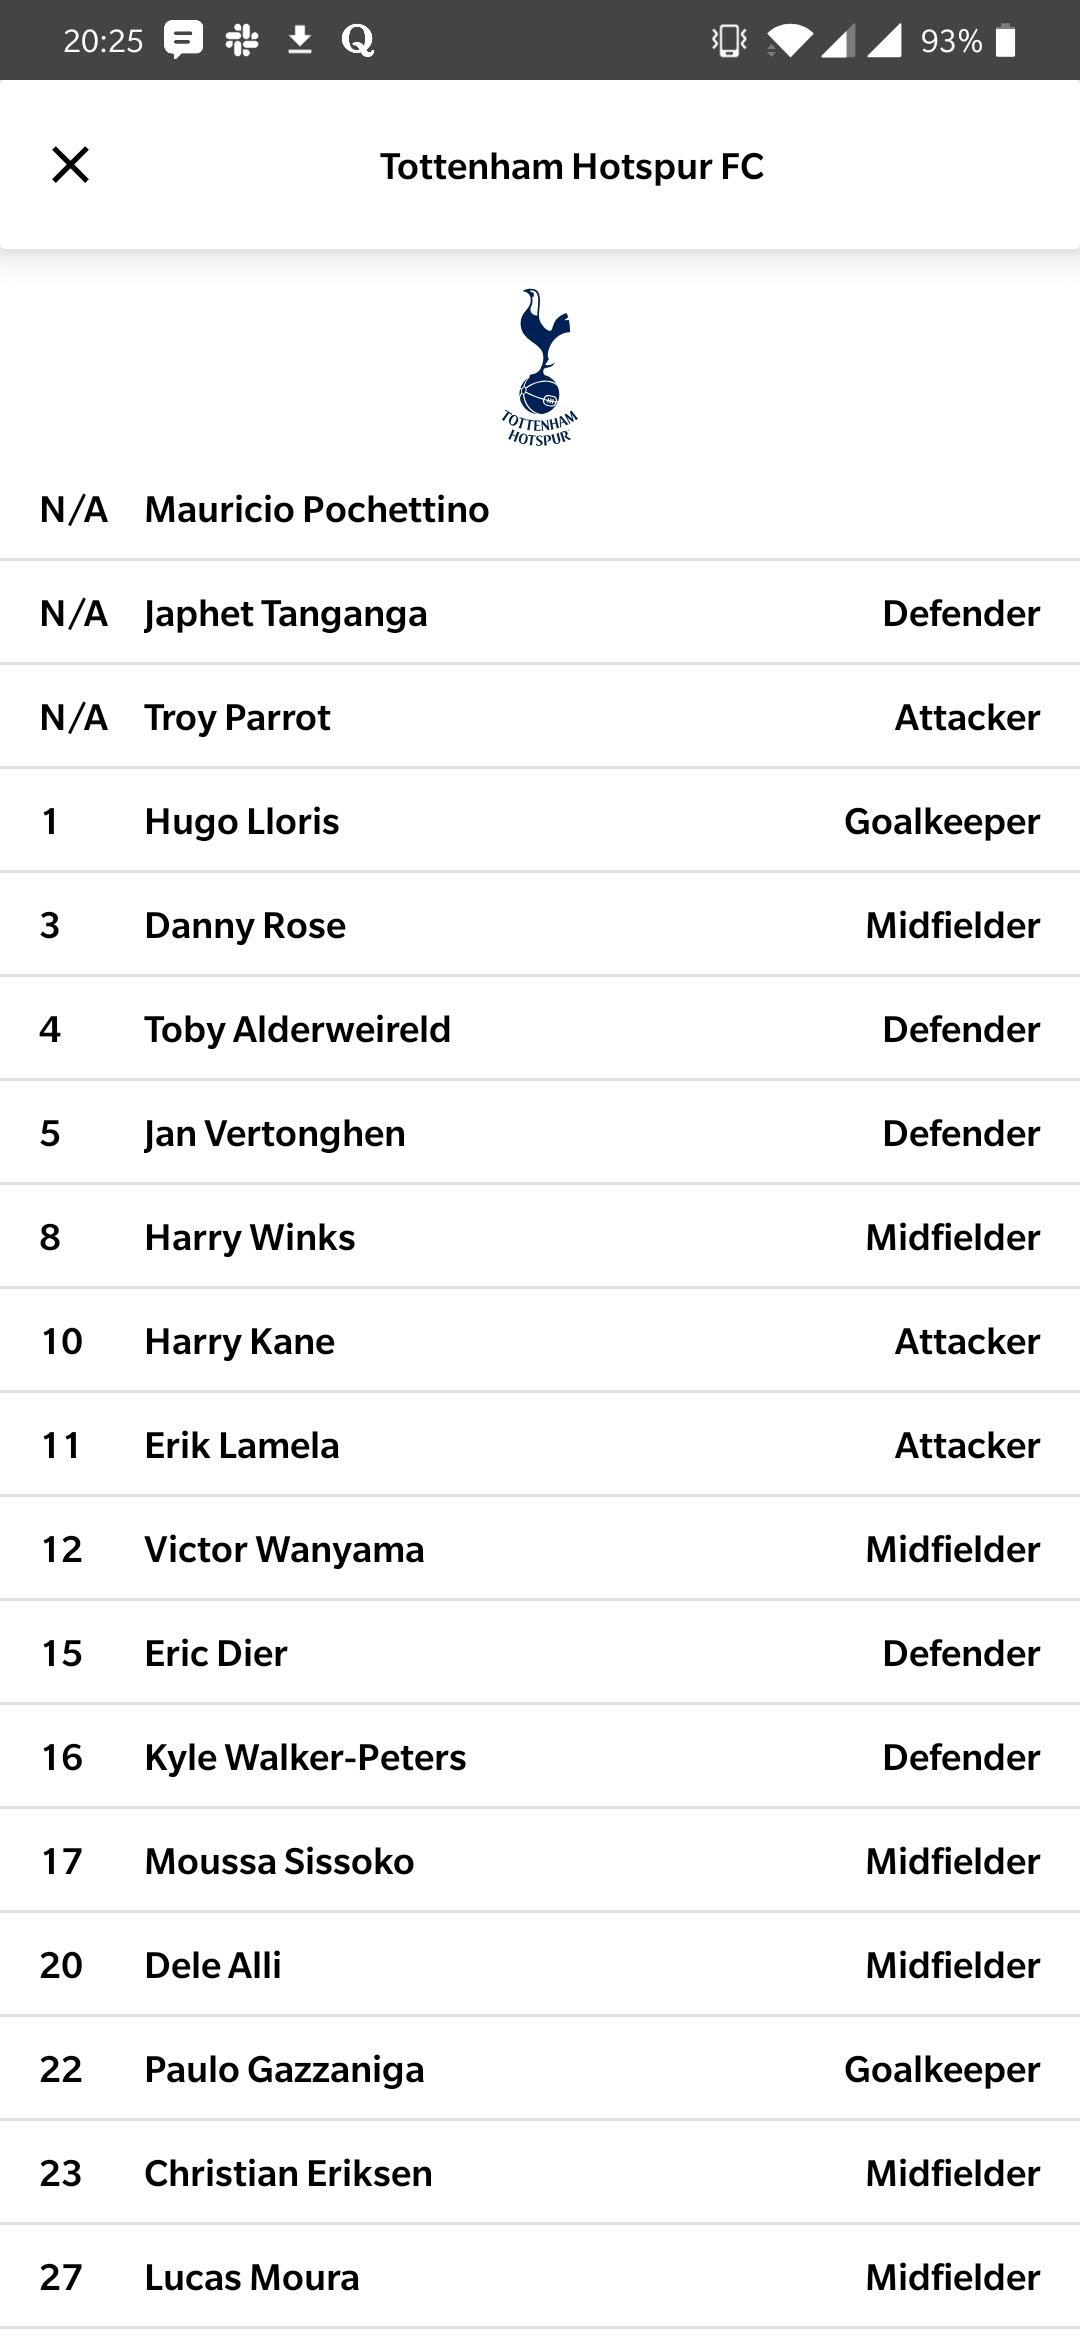 20:25 93%
Tottenham Hotspur FC
TOTTENHAM
HOTSPUR
N/A Mauricio Pochettino
N/A Japhet Tanganga Defender
N/A Troy Parrot Attacker
1 Hugo Lloris Goalkeeper
3 Danny Rose Midfielder
4 Toby Alderweireld Defender
5 Jan Vertonghen Defender
8 Harry Winks Midfielder
10 Harry Kane Attacker
11 Erik Lamela Attacker
12 Victor Wanyama Midfielder
15 Eric Dier Defender
16 Kyle Walker-Peters Defender
17 Moussa Sissoko Midfielder
20 Dele Alli Midfielder
22 Paulo Gazzaniga Goalkeeper
23 Christian Eriksen Midfielder
27 Lucas Moura Midfielder